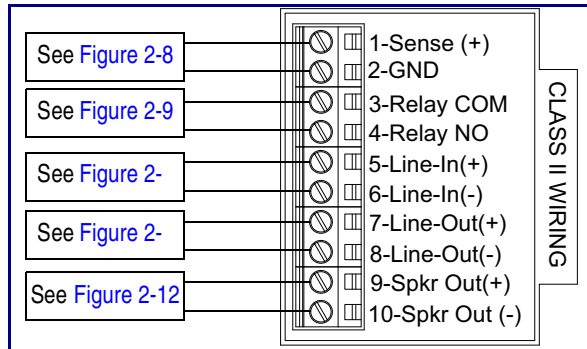 See Figure 2-8
See Figure 2-9
See Figure 2-
See Figure 2-
See Figure 2-12
1-Sense (+)
2-GND
3-Relay COM
4-Relay NO
5-Line-In(+)
6-Line-In(-)
7-Line-Out(+)
8-Line-Out(-)
9-Spkr Out(+)
10-Spkr Out (-)
CLASS II WIRING